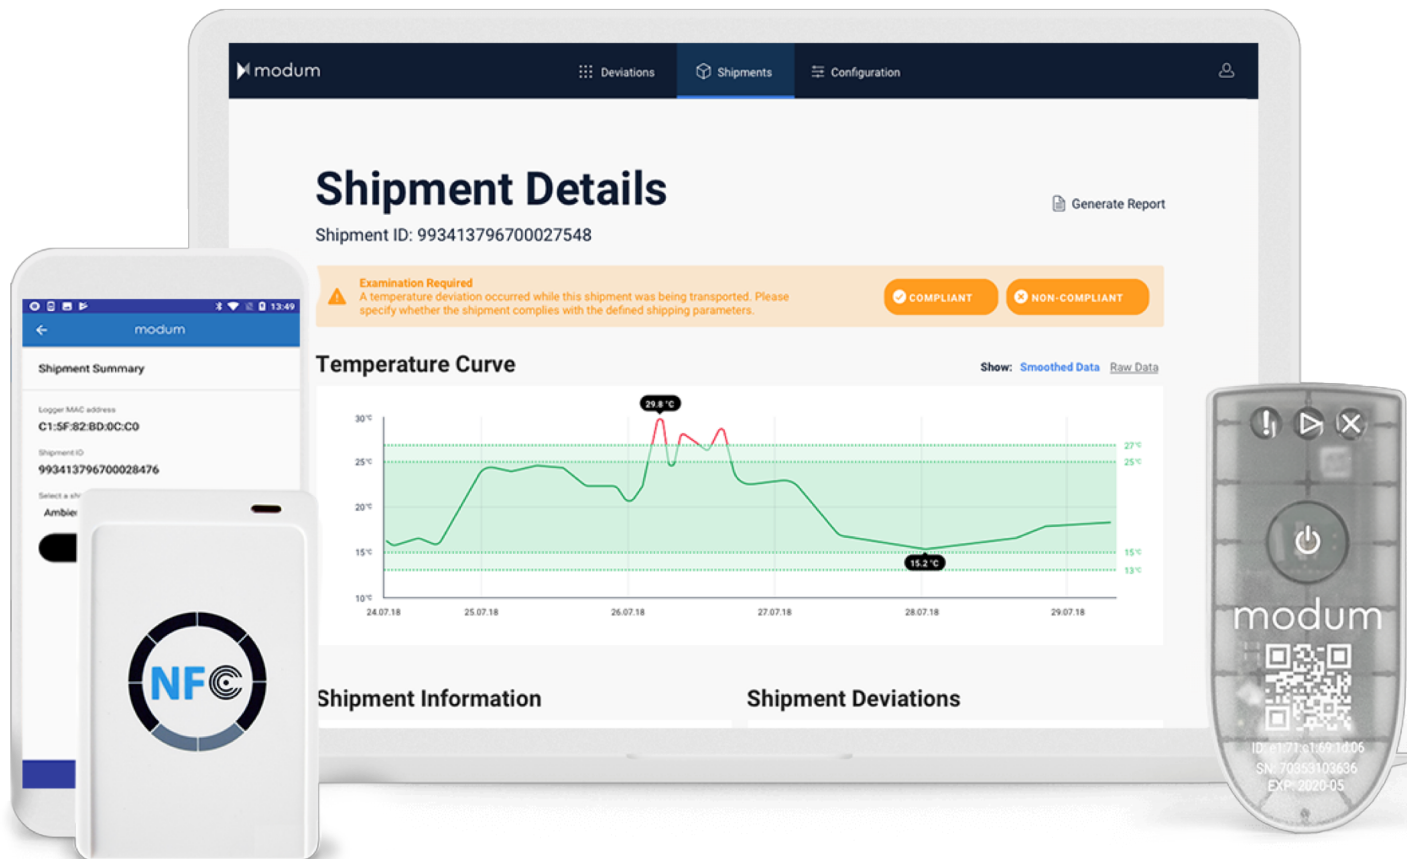 modum
Deviations
Shipments
Configuration
Shipment Details
Generate Report
Shipment ID: 993413796700027548
Examination Required
A temperature deviation occurred while this shipment was being transported. Please
specify whether the shipment complies with the defined shipping parameters.
COMPLIANT
NON-COMPLIANT
Temperature Curve
Show: Smoothed Data Raw Data
29.8 °C
30°C
27°C
25°C
25°C
20°C
15°C
15°C
15.2 °C
13°C
10°C
24.07.18
25.07.18
26.07.18
27.07.18
28.07.18
29.07.18
Shipment Information
Shipment Deviations
13:49
modum
Shipment Summary
Logger MAC address
C1:5F:82:BD:0C:C0
Shipment ID
993413796700028476
Select a
NFC
modum
ID: e1:71:c1:69:1d:06
SN: 70353103636
EXP: 2020-05